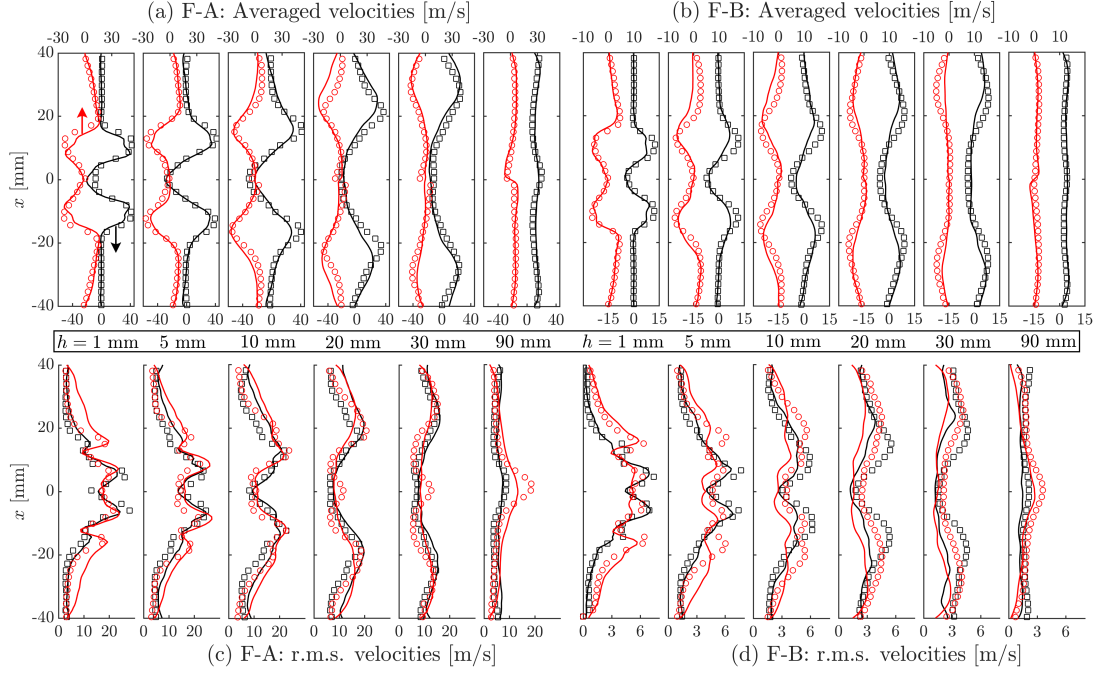 (a) F-A: Averaged velocities [m/s] (b) F-B: Averaged velocities [m/s]
-30 0 30 -30 0 30 -30 0 30 -30 0 30 -30 0 30 -30 0 30 -10 0 10 -10 0 10 -10 0 10 -10 0 10 -10 0 10 -10 0 10
40
20
0
-20
-40
x [mm]
0 40 0 40 0 40 0 40 0 40 0 40 -15 0 15 -15 0 15 -15 0 15 -15 0 15 -15 0 15 -15 0 15
h = 1 mm 5 mm 10 mm 20 mm 30 mm 90 mm h = 1 mm 5 mm 10 mm 20 mm 30 mm 90 mm
40
20
0
-20
-40
x [mm]
0 10 20 0 10 20 0 10 20 0 10 20 0 10 20 0 10 20 0 3 6 0 3 6 0 3 6 0 3 6 0 3 6 0 3 6
(c) F-A: r.m.s. velocities [m/s] (d) F-B: r.m.s. velocities [m/s]